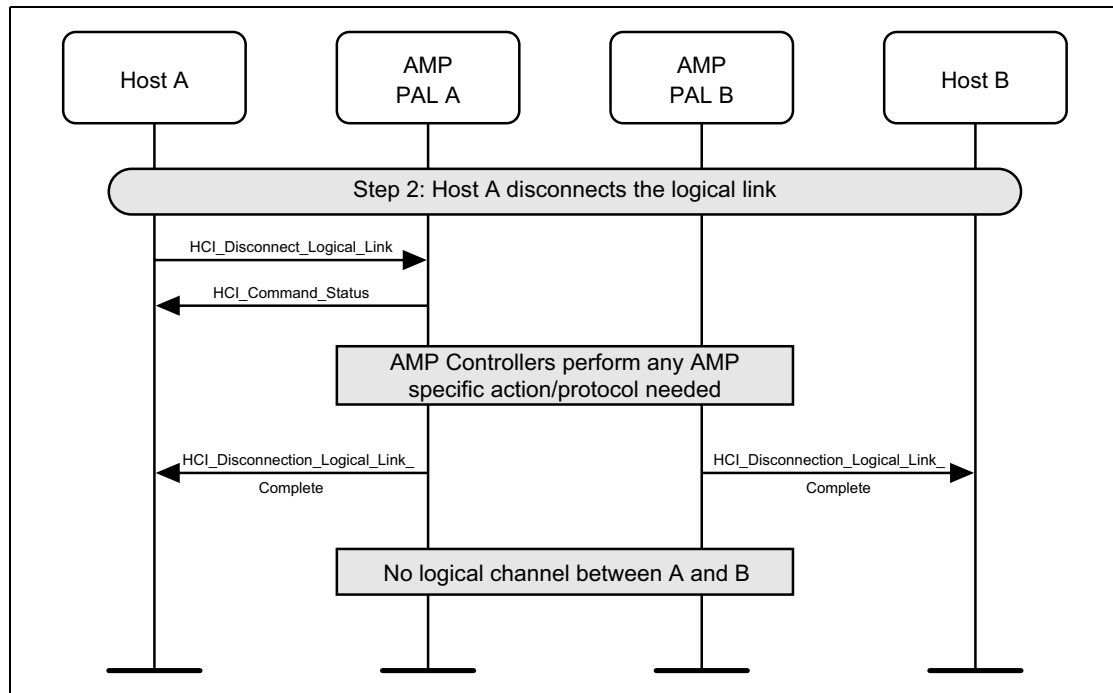 Host A
AMP
PAL A
AMP
PAL B
Host B
Step 2: Host A disconnects the logical link
HCI_Disconnect_Logical_Link
HCI_Command_Status
AMP Controllers perform any AMP
specific action/protocol needed
HCI_Disconnection_Logical_Link_
Complete
HCI_Disconnection_Logical_Link_
Complete
No logical channel between A and B